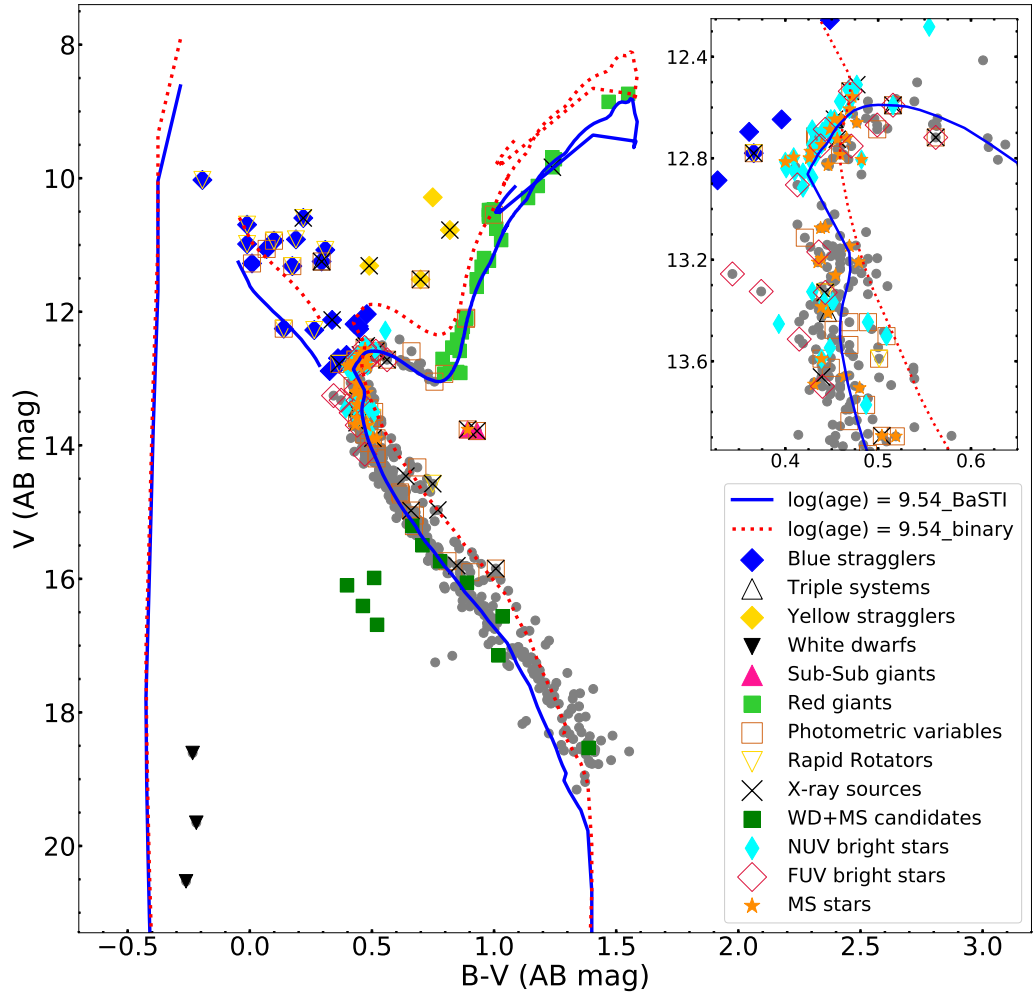 8
10
12
14
16
18
20
V (AB mag)
−0.5 0.0 0.5 1.0 1.5 2.0 2.5 3.0
B-V (AB mag)
12.4
12.8
13.2
13.6
0.4 0.5 0.6
log(age) = 9.54_BaSTI
log(age) = 9.54_binary
Blue stragglers
Triple systems
Yellow stragglers
White dwarfs
Sub-Sub giants
Red giants
Photometric variables
Rapid Rotators
X-ray sources
WD+MS candidates
NUV bright stars
FUV bright stars
MS stars